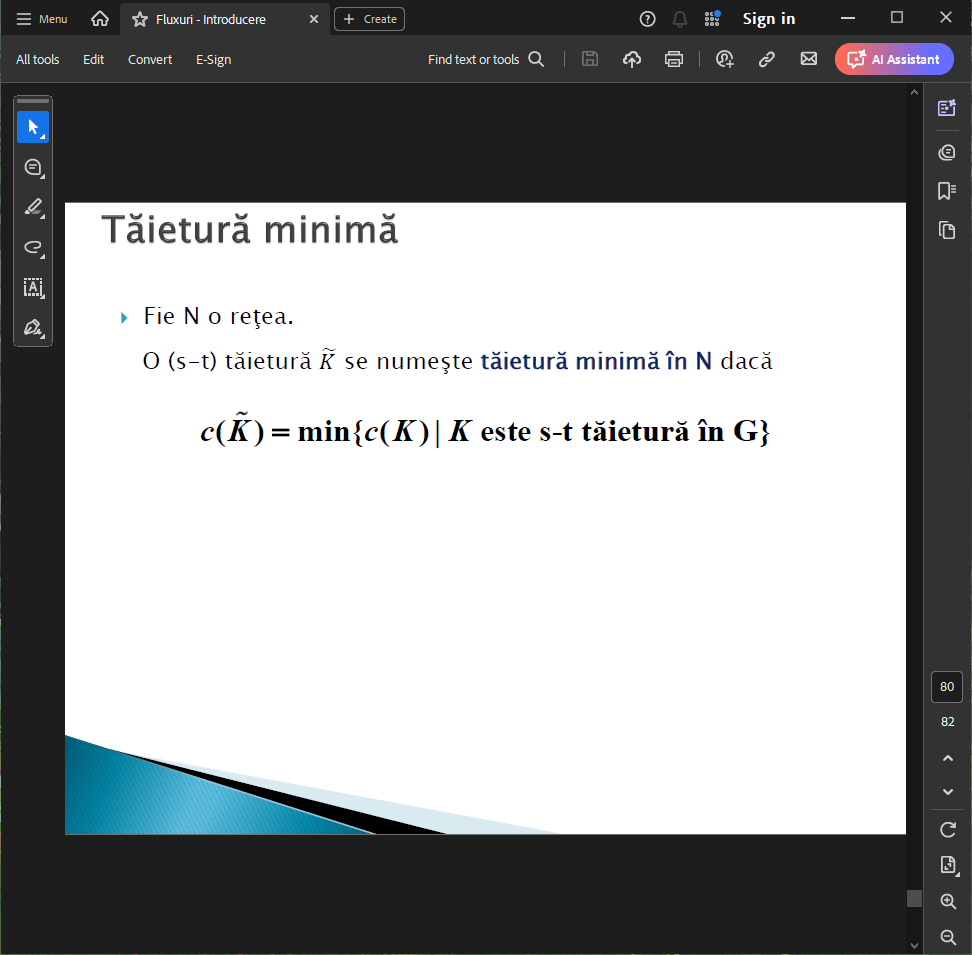 Menu
Fluxuri - Introducere
Create
Sign in
All tools
Edit
Convert
E-Sign
Find text or tools
AI Assistant
Tăietură minimă
Fie N o reţea.
O (s-t) tăietură K̃ se numeşte tăietură minimă în N dacă
c(K̃) = min{c(K) | K este s-t tăietură în G}
80
82